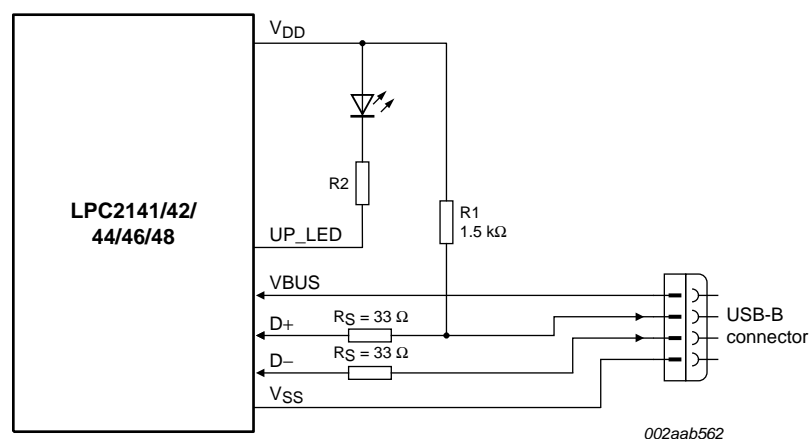 VDD
R2
R1
1.5 kΩ
LPC2141/42/
44/46/48
UP_LED
VBUS
D+
RS = 33 Ω
D−
RS = 33 Ω
VSS
USB-B
connector
002aab562